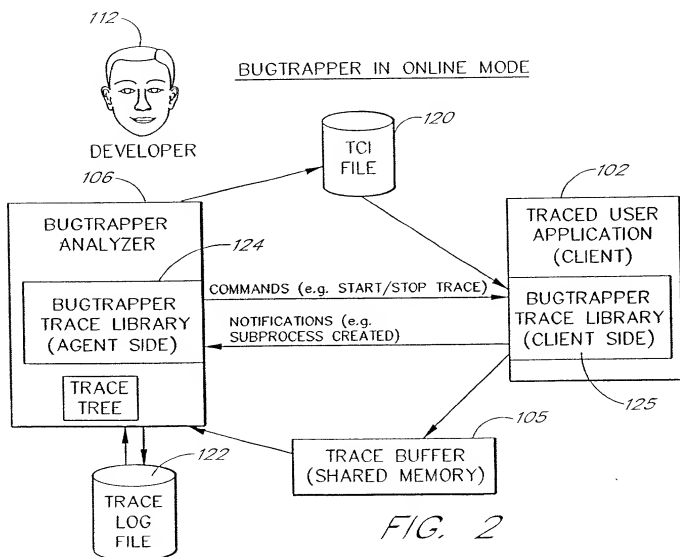 112
BUGTRAPPER IN ONLINE MODE
DEVELOPER
120
TCI
FILE
106
BUGTRAPPER
ANALYZER
124
BUGTRAPPER
TRACE LIBRARY
(AGENT SIDE)
TRACE
TREE
COMMANDS (e.g. START/STOP TRACE)
NOTIFICATIONS (e.g.
SUBPROCESS CREATED)
102
TRACED USER
APPLICATION
(CLIENT)
BUGTRAPPER
TRACE LIBRARY
(CLIENT SIDE)
125
105
TRACE BUFFER
(SHARED MEMORY)
122
TRACE
LOG
FILE
FIG. 2